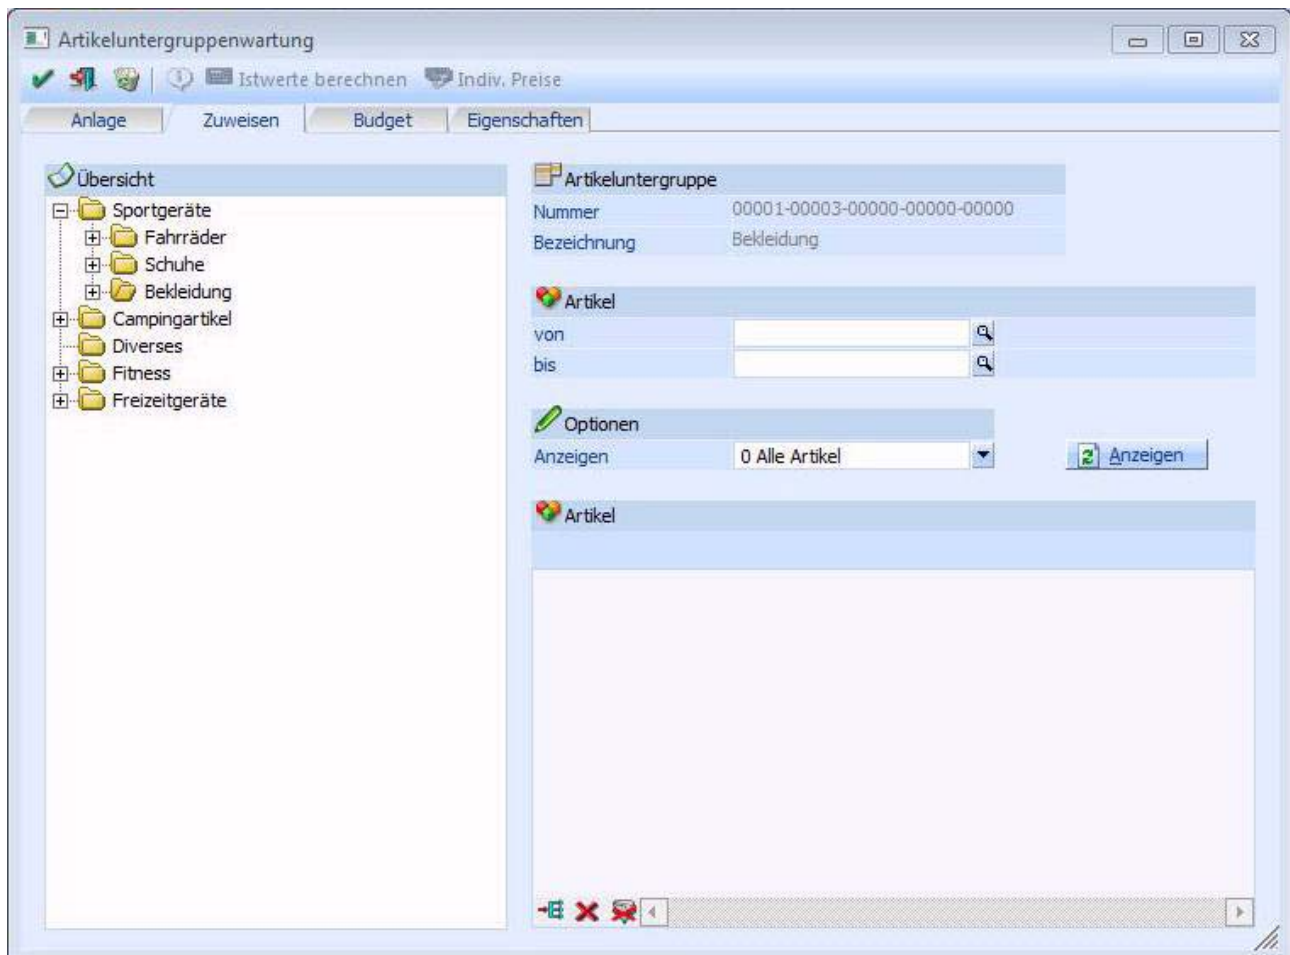 Artikeluntergruppenwartung
Istwerte berechnen Indiv. Preise
Anlage Zuweisen Budget Eigenschaften
Übersicht
Sportgeräte
Fahrräder
Schuhe
Bekleidung
Campingartikel
Diverses
Fitness
Freizeitgeräte
Artikeluntergruppe
Nummer 00001-00003-00000-00000-00000
Bezeichnung Bekleidung
Artikel
von
bis
Optionen
Anzeigen 0 Alle Artikel Anzeigen
Artikel